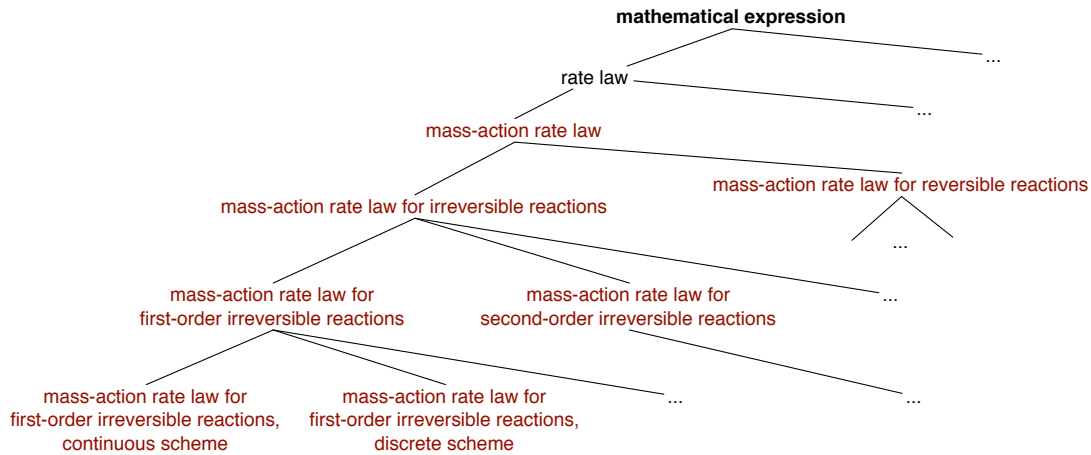 mathematical expression
...
rate law
...
mass-action rate law
mass-action rate law for reversible reactions
mass-action rate law for irreversible reactions
...
mass-action rate law for
first-order irreversible reactions
mass-action rate law for
second-order irreversible reactions
...
mass-action rate law for
first-order irreversible reactions,
continuous scheme
mass-action rate law for
first-order irreversible reactions,
discrete scheme
...
...